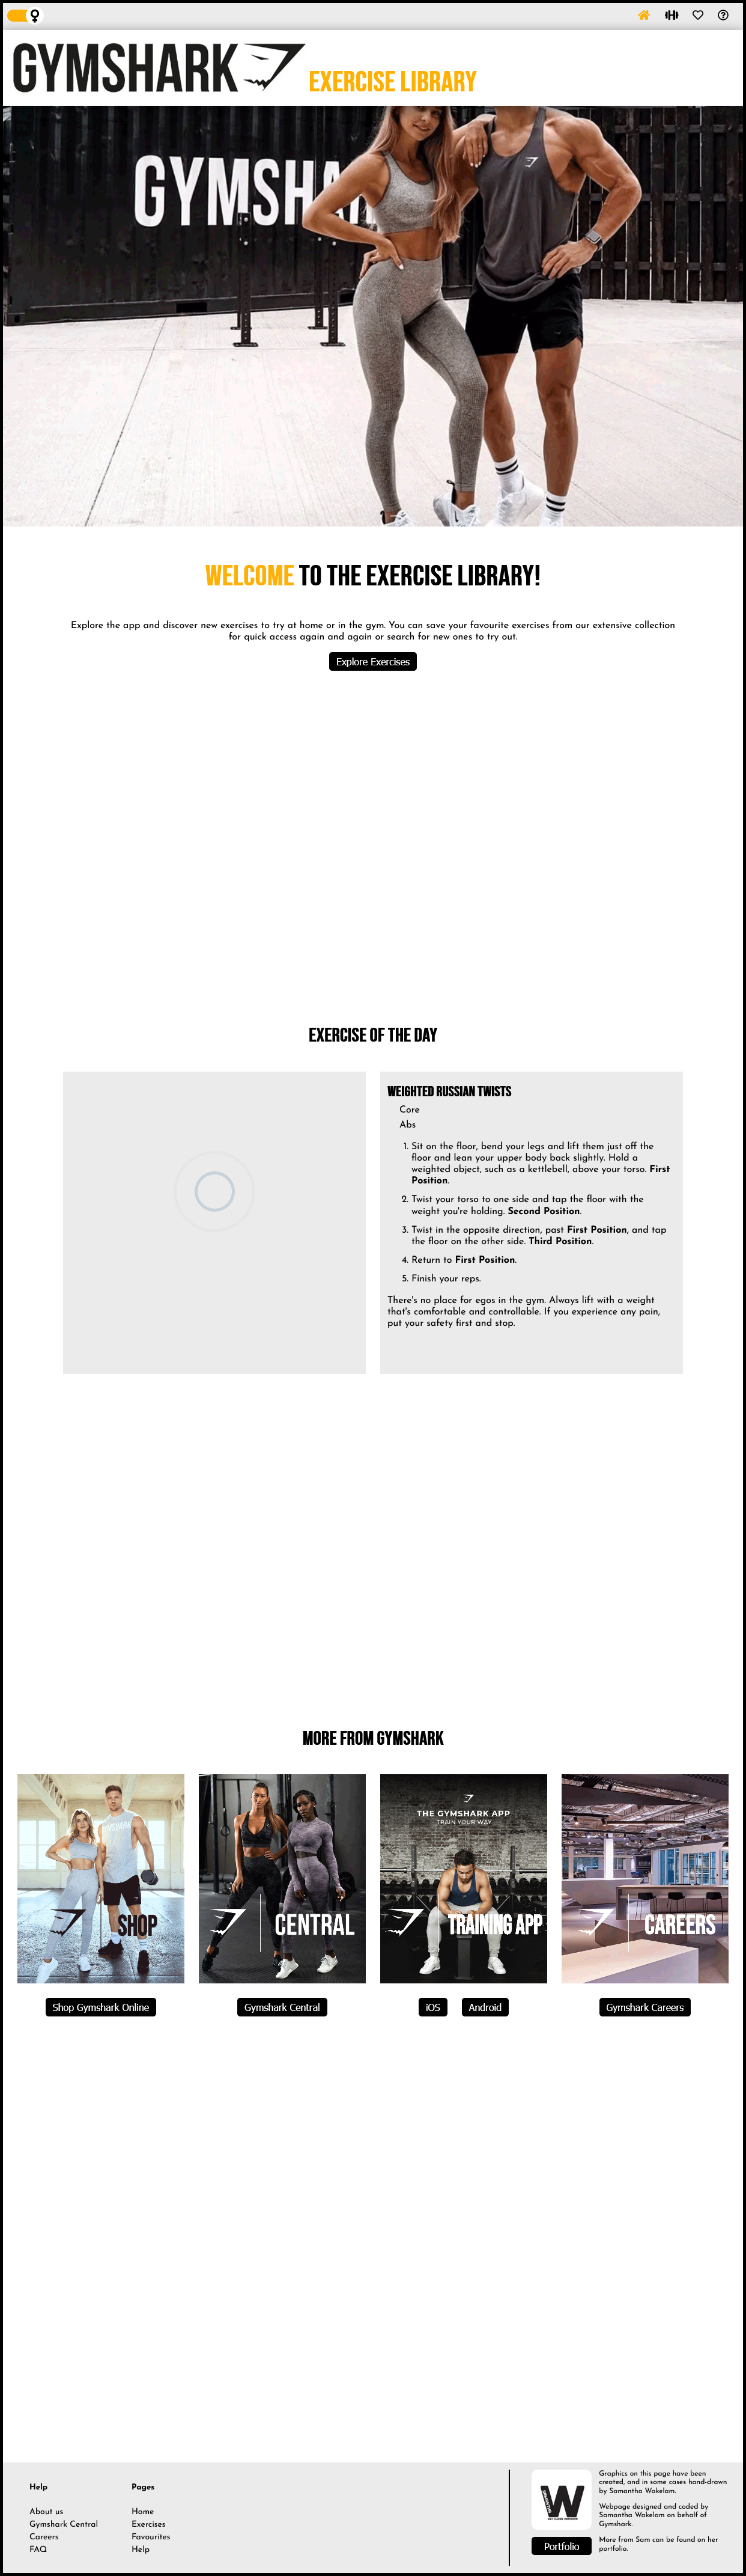 GYMSHARK
EXERCISE LIBRARY
GYMSHA
WELCOME TO THE EXERCISE LIBRARY!
Explore the app and discover new exercises to try at home or in the gym. You can save your favourite exercises from our extensive collection
for quick access again and again or search for new ones to try out.
Explore Exercises
EXERCISE OF THE DAY
WEIGHTED RUSSIAN TWISTS
Core
Abs
1. Sit on the floor, bend your legs and lift them just off the
floor and lean your upper body back slightly. Hold a
weighted object, such as a kettlebell, above your torso. First
Position.
2. Twist your torso to one side and tap the floor with the
weight you're holding. Second Position.
3. Twist in the opposite direction, past First Position, and tap
the floor on the other side. Third Position.
4. Return to First Position.
5. Finish your reps.
There's no place for egos in the gym. Always lift with a weight
that's comfortable and controllable. If you experience any pain,
put your safety first and stop.
MORE FROM GYMSHARK
GYMSHARK
SHOP
CENTRAL
THE GYMSHARK APP
TRAIN YOUR WAY
TRAINING APP
CAREERS
Shop Gymshark Online
Gymshark Central
iOS
Android
Gymshark Careers
Help
About us
Gymshark Central
Careers
FAQ
Pages
Home
Exercises
Favourites
Help
W
Portfolio
Graphics on this page have been
created, and in some cases hand-drawn
by Samantha Wakelam.
Webpage designed and coded by
Samantha Wakelam on behalf of
Gymshark.
More from Sam can be found on her
portfolio.